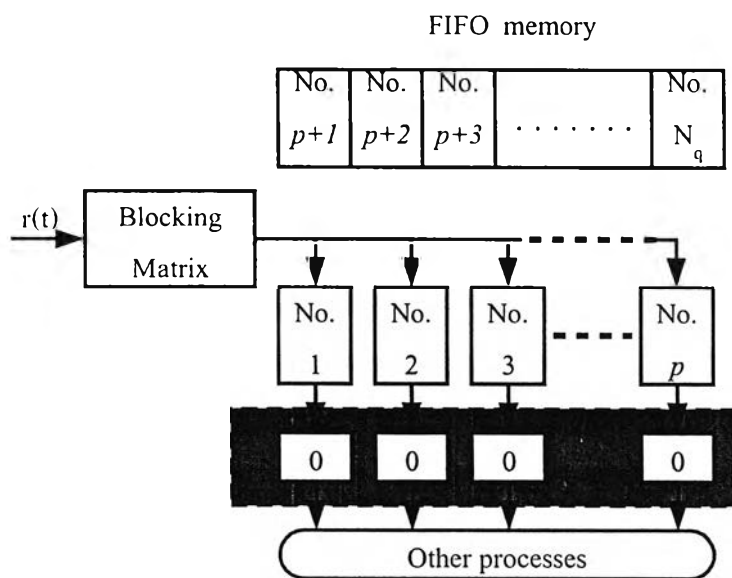 FIFO memory
No. No. No. No.
p+1 p+2 p+3 ........ N_q
r(t)
Blocking
Matrix
No. No. No. No.
1 2 3 p
0 0 0 0
Other processes